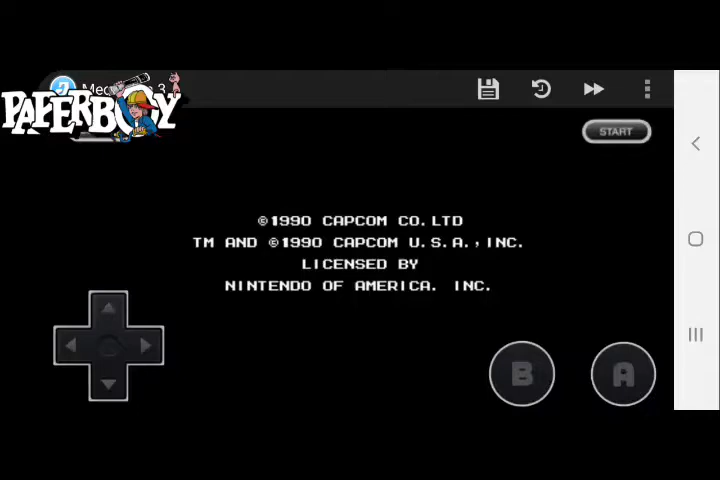 PAPERBOY
START
©1990 CAPCOM CO.LTD
TM AND ©1990 CAPCOM U.S.A., INC.
LICENSED BY
NINTENDO OF AMERICA. INC.
B
A